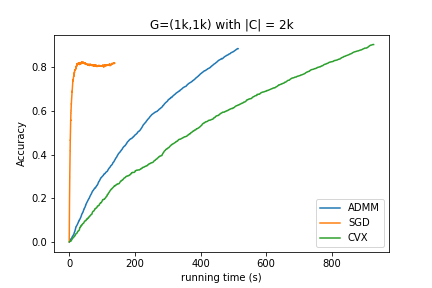 G=(1k,1k) with |C| = 2k
Accuracy
0.8
0.6
0.4
0.2
0.0
ADMM
SGD
CVX
0 200 400 600 800
running time (s)